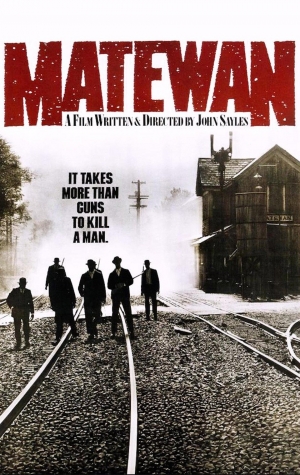 MATEWAN
A FILM WRITTEN & DIRECTED BY JOHN SAYLES
IT TAKES
MORE THAN
GUNS
TO KILL
A MAN.